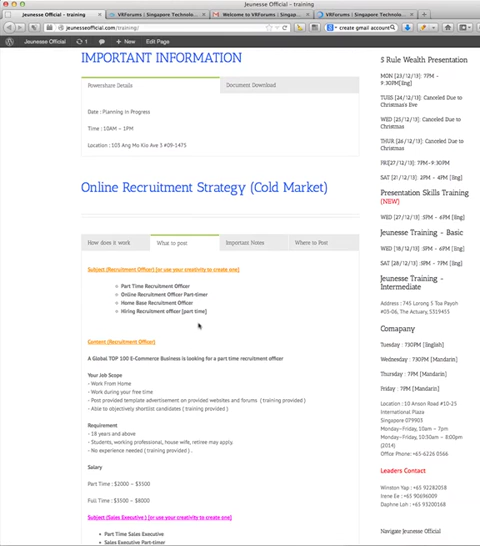 Jeunesse Official - training
Jeunesse Official - training
VRForums | Singapore Technolo...
Gmail Welcome to VRForums | Singap...
VRForums | Singapore Technolo...
jeunesseofficial.com/training/
create gmail account
Jeunesse Official
1
New
Edit Page
IMPORTANT INFORMATION
Powershare Details
Document Download
Date : Planning in Progress
Time : 10AM – 1PM
Location : 103 Ang Mo Kio Ave 3 #09-1475
Online Recruitment Strategy (Cold Market)
How does it work
What to post
Important Notes
Where to Post
Subject (Recruitment Officer) [or use your creativity to create one]
Part Time Recruitment Officer
Online Recruitment Officer Part-timer
Home Base Recruitment Officer
Hiring Recruitment officer [part time]
Content (Recruitment Officer)
A Global TOP 100 E-Commerce Business is looking for a part time recruitment officer
Your Job Scope
- Work From Home
- Work during your free time
- Post provided template advertisement on provided websites and forums ( training provided )
- Able to objectively shortlist candidates ( training provided )
Requirement
- 18 years and above
- Students, working professional, house wife, retiree may apply.
- No experience needed ( training provided ) .
Salary
Part Time : $2000 – $3500
Full Time : $3500 – $8000
Subject (Sales Executive ) [or use your creativity to create one]
Part Time Sales Executive
Sales Executive Part-timer
5 Rule Wealth Presentation
MON [23/12/13]: 7PM –
9.30PM[Eng]
TUES [24/12/13]: Canceled Due to
Christmas's Eve
WED [25/12/13]: Canceled Due to
Christmas
THUR [26/12/13]: Canceled Due to
Christmas
FRI[27/12/13]: 7PM-9:30PM
SAT [21/12/13]: 2PM – 4PM [Eng]
Presentation Skills Training
(NEW)
WED [27/12/13]: 5PM – 6PM [Eng]
Jeunesse Training - Basic
WED [18/12/13]: 5PM – 6PM [Eng]
SAT [28/12/13]: 5PM – 7PM [Eng]
Jeunesse Training -
Intermediate
Address : 745 Lorong 5 Toa Payoh
#03-06, The Actuary, S319455
Comapany
Tuesday : 730PM [English]
Wednesday : 730PM [Mandarin]
Thursday : 7PM [Mandarin]
Friday : 7PM [Mandarin]
Location : 10 Anson Road #10-25
International Plaza
Singapore 079903
Monday–Friday, 10am – 7pm
Monday–Friday, 10:30am – 8:00pm
(2014)
Office Phone: +65-6226 0566
Leaders Contact
Winston Yap : +65 92282058
Irene Ee : +65 90696009
Daphne Loh : +65 93200168
Navigate Jeunesse Official